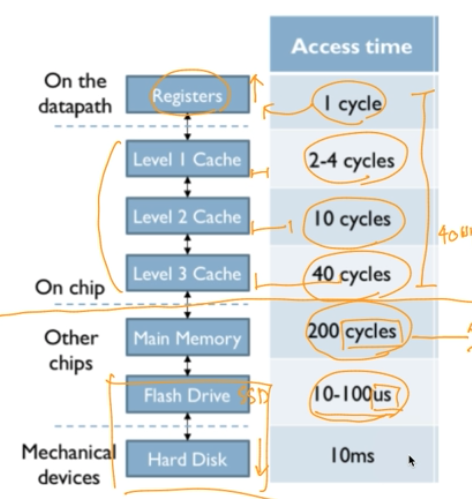 Access time
On the
datapath
Registers
1 cycle
Level 1 Cache
2-4 cycles
Level 2 Cache
10 cycles
On chip
Level 3 Cache
40 cycles
Other
chips
Main Memory
200 cycles
Flash Drive SSD
10-100us
Mechanical
devices
Hard Disk
10ms